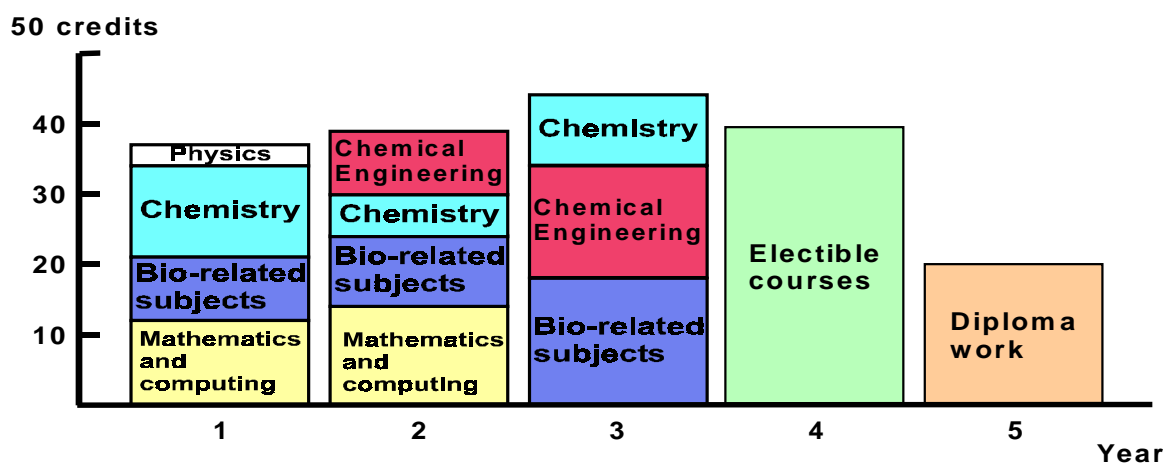 50 credits
40
30
20
10
Physics
Chemistry
Bio-related
subjects
Mathematics
and
computing
Chemical
Engineering
Chemistry
Bio-related
subjects
Mathematics
and
computIng
ChemIstry
Chemical
Engineering
Bio-related
subjects
Electible
courses
Diploma
work
1
2
3
4
5
Year